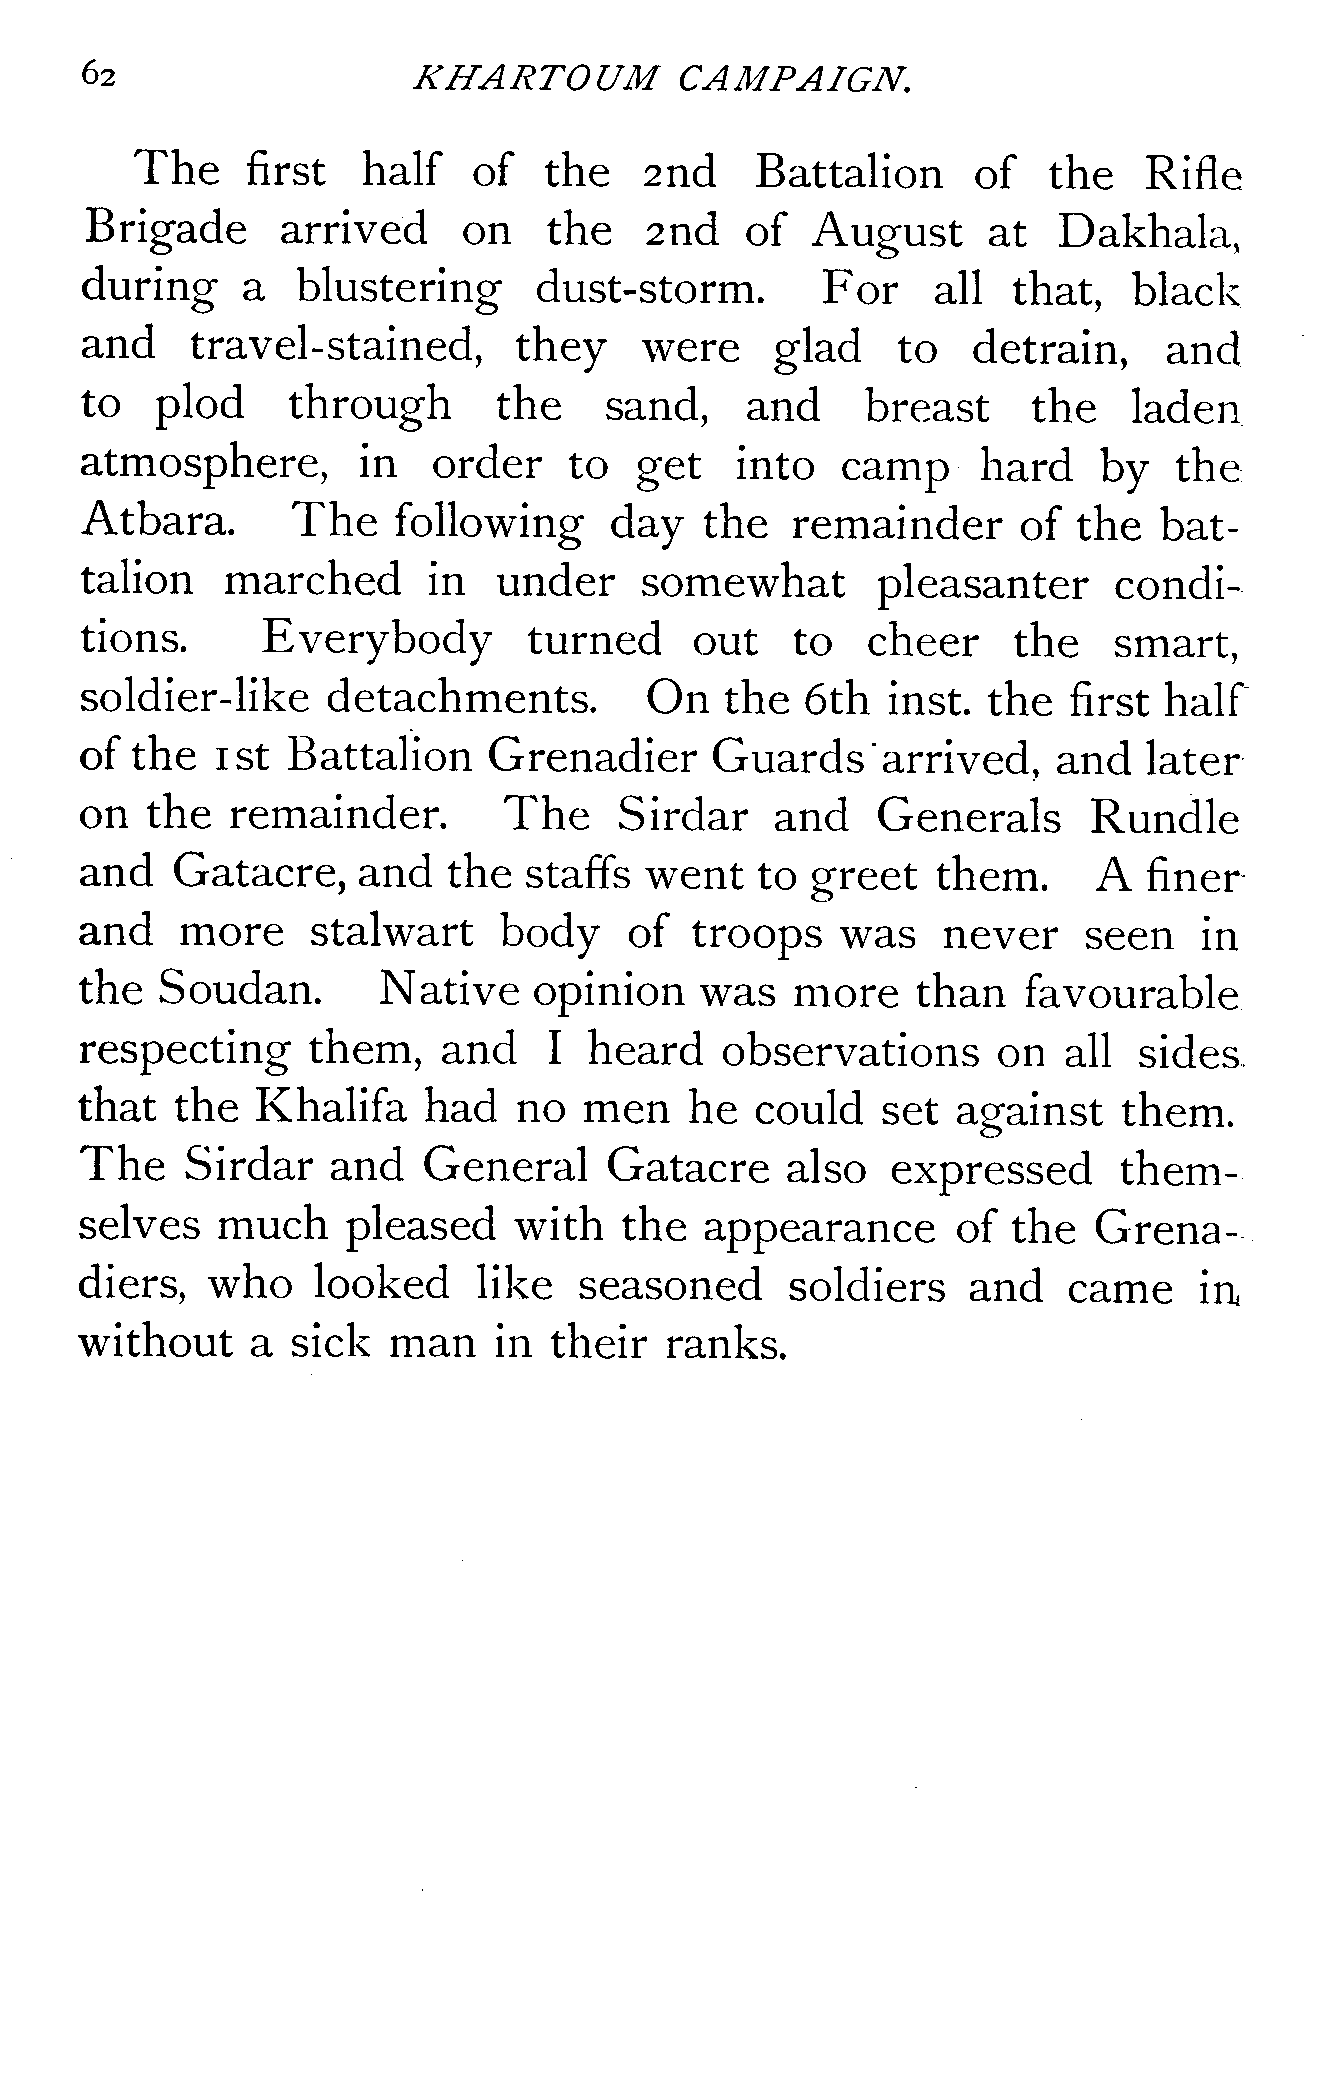 62 KHARTOUM CAMPAIGN.
The first half of the 2nd Battalion of the Rifle
Brigade arrived on the 2nd of August at Dakhala,
during a blustering dust-storm. For all that, black
and travel-stained, they were glad to detrain, and
to plod through the sand, and breast the laden
atmosphere, in order to get into camp hard by the
Atbara. The following day the remainder of the bat-
talion marched in under somewhat pleasanter condi-
tions. Everybody turned out to cheer the smart,
soldier-like detachments. On the 6th inst. the first half
of the 1st Battalion Grenadier Guards arrived, and later
on the remainder. The Sirdar and Generals Rundle
and Gatacre, and the staffs went to greet them. A finer
and more stalwart body of troops was never seen in
the Soudan. Native opinion was more than favourable
respecting them, and I heard observations on all sides
that the Khalifa had no men he could set against them.
The Sirdar and General Gatacre also expressed them-
selves much pleased with the appearance of the Grena-
diers, who looked like seasoned soldiers and came in
without a sick man in their ranks.